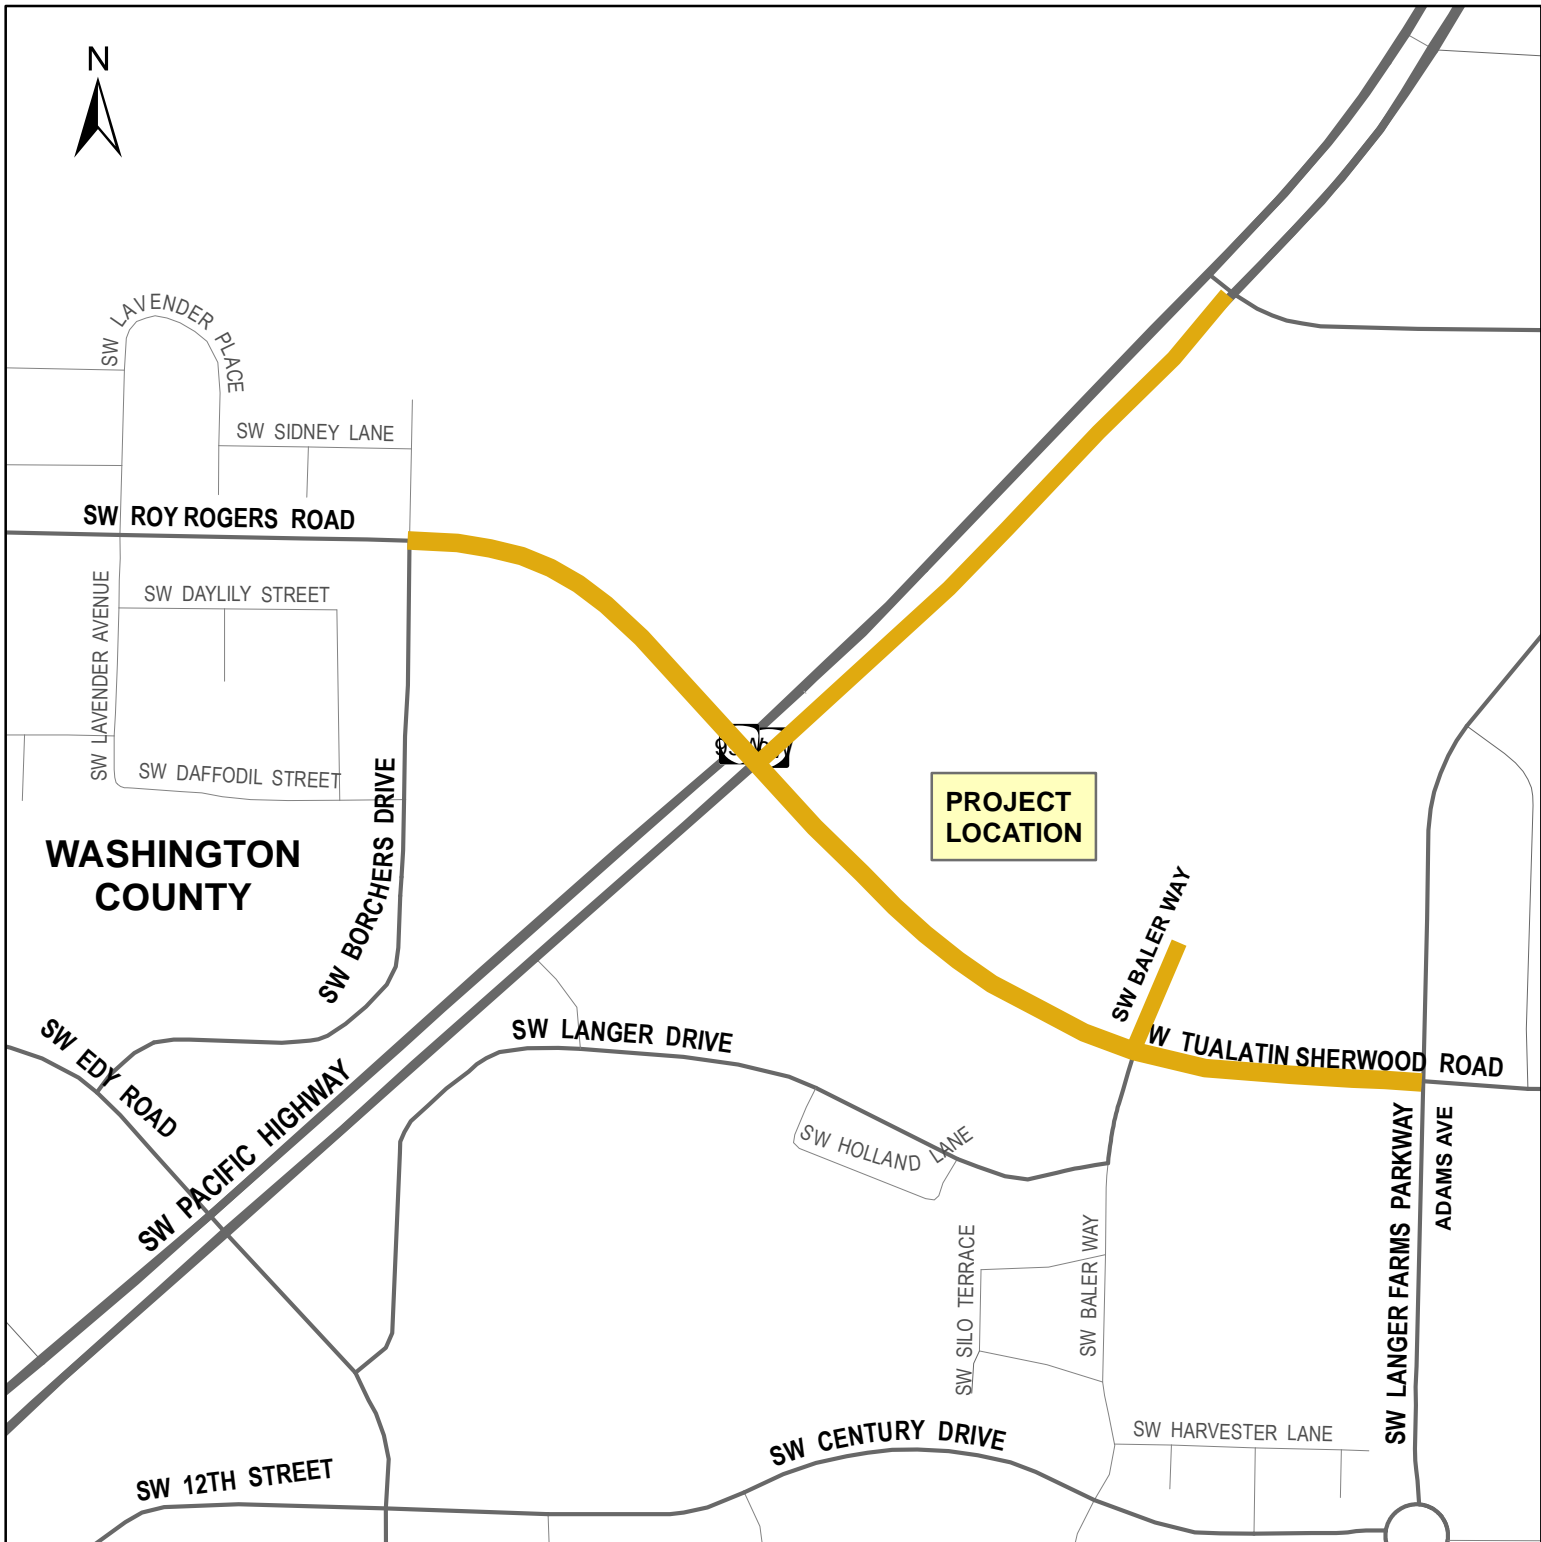 N
SW LAVENDER PLACE
SW SIDNEY LANE
SW ROY ROGERS ROAD
SW DAYLILY STREET
SW LAVENDER AVENUE
SW DAFFODIL STREET
SW BORCHERS DRIVE
WASHINGTON
COUNTY
PROJECT
LOCATION
SW BALER WAY
SW EDY ROAD
SW PACIFIC HIGHWAY
SW LANGER DRIVE
W TUALATIN SHERWOOD ROAD
SW HOLLAND LANE
SW LANGER FARMS PARKWAY
ADAMS AVE
SW SILO TERRACE
SW BALER WAY
SW HARVESTER LANE
SW CENTURY DRIVE
SW 12TH STREET